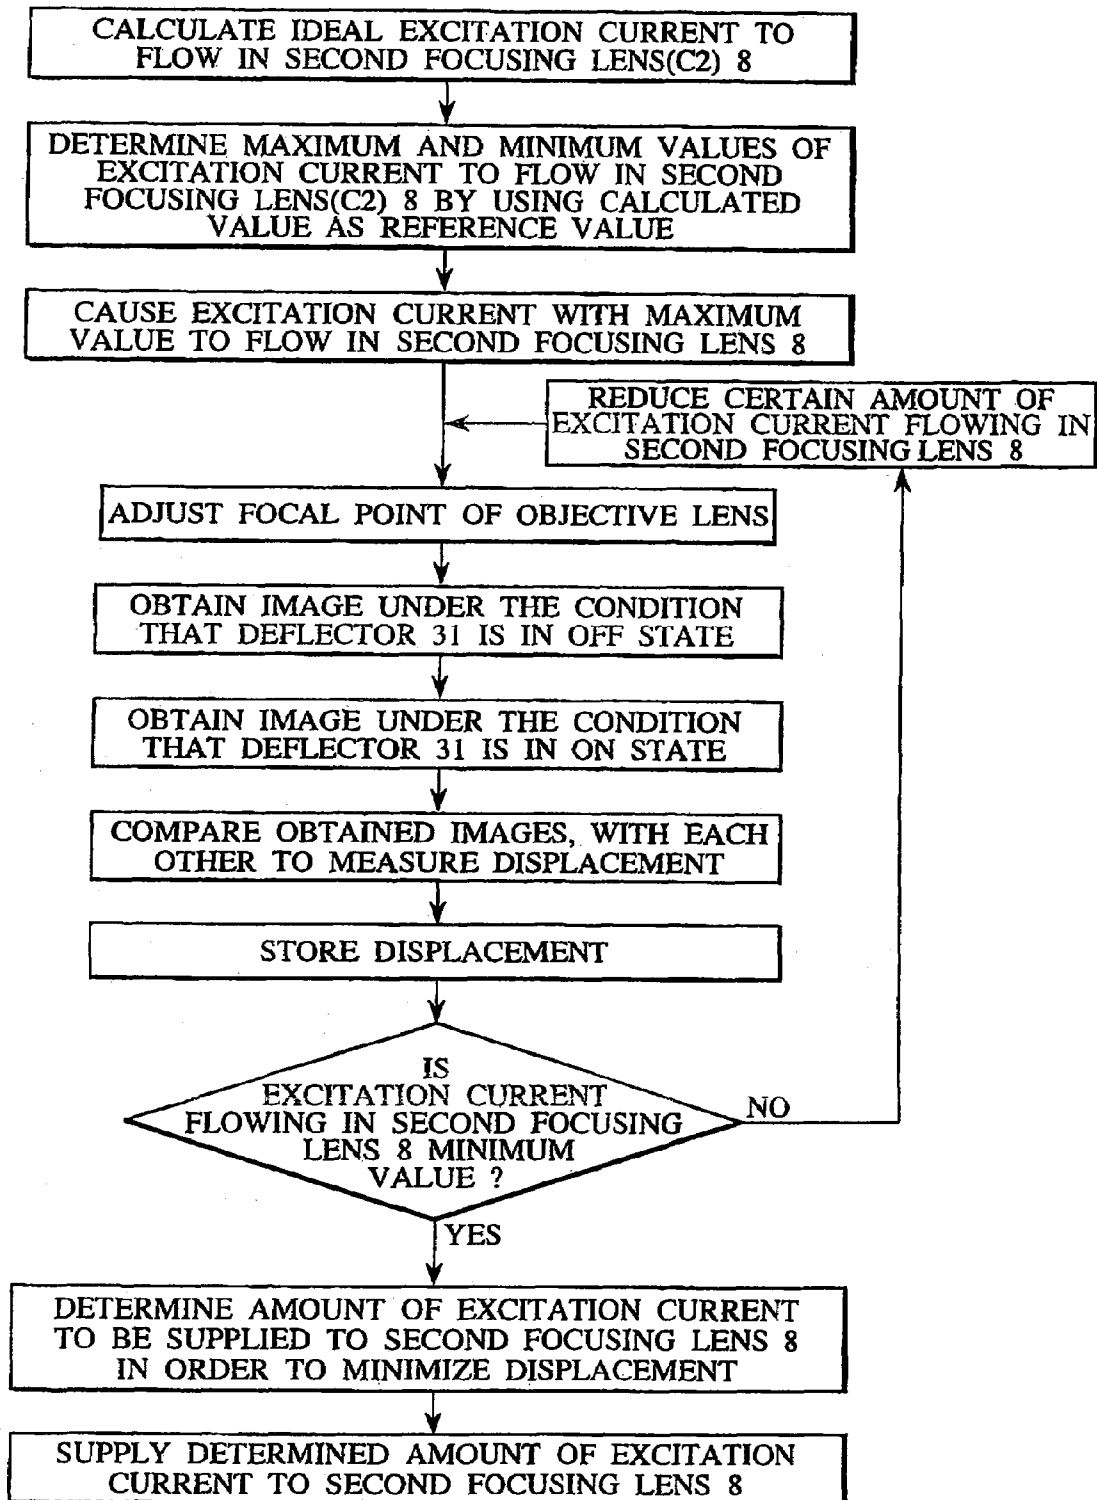 CALCULATE IDEAL EXCITATION CURRENT TO
FLOW IN SECOND FOCUSING LENS(C2) 8
DETERMINE MAXIMUM AND MINIMUM VALUES OF
EXCITATION CURRENT TO FLOW IN SECOND
FOCUSING LENS(C2) 8 BY USING CALCULATED
VALUE AS REFERENCE VALUE
CAUSE EXCITATION CURRENT WITH MAXIMUM
VALUE TO FLOW IN SECOND FOCUSING LENS 8
REDUCE CERTAIN AMOUNT OF
EXCITATION CURRENT FLOWING IN
SECOND FOCUSING LENS 8
ADJUST FOCAL POINT OF OBJECTIVE LENS
OBTAIN IMAGE UNDER THE CONDITION
THAT DEFLECTOR 31 IS IN OFF STATE
OBTAIN IMAGE UNDER THE CONDITION
THAT DEFLECTOR 31 IS IN ON STATE
COMPARE OBTAINED IMAGES, WITH EACH
OTHER TO MEASURE DISPLACEMENT
STORE DISPLACEMENT
IS
EXCITATION CURRENT
FLOWING IN SECOND FOCUSING
LENS 8 MINIMUM
VALUE ?
NO
YES
DETERMINE AMOUNT OF EXCITATION CURRENT
TO BE SUPPLIED TO SECOND FOCUSING LENS 8
IN ORDER TO MINIMIZE DISPLACEMENT
SUPPLY DETERMINED AMOUNT OF EXCITATION
CURRENT TO SECOND FOCUSING LENS 8